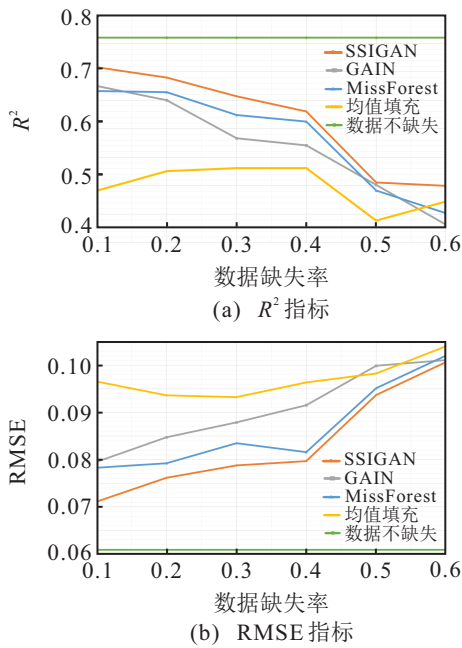 0.8
0.7
0.6
0.5
0.4
R²
SSIGAN
GAIN
MissForest
均值填充
数据不缺失
0.1 0.2 0.3 0.4 0.5 0.6
数据缺失率
(a) R² 指标
0.10
0.09
0.08
0.07
0.06
RMSE
SSIGAN
GAIN
MissForest
均值填充
数据不缺失
0.1 0.2 0.3 0.4 0.5 0.6
数据缺失率
(b) RMSE 指标